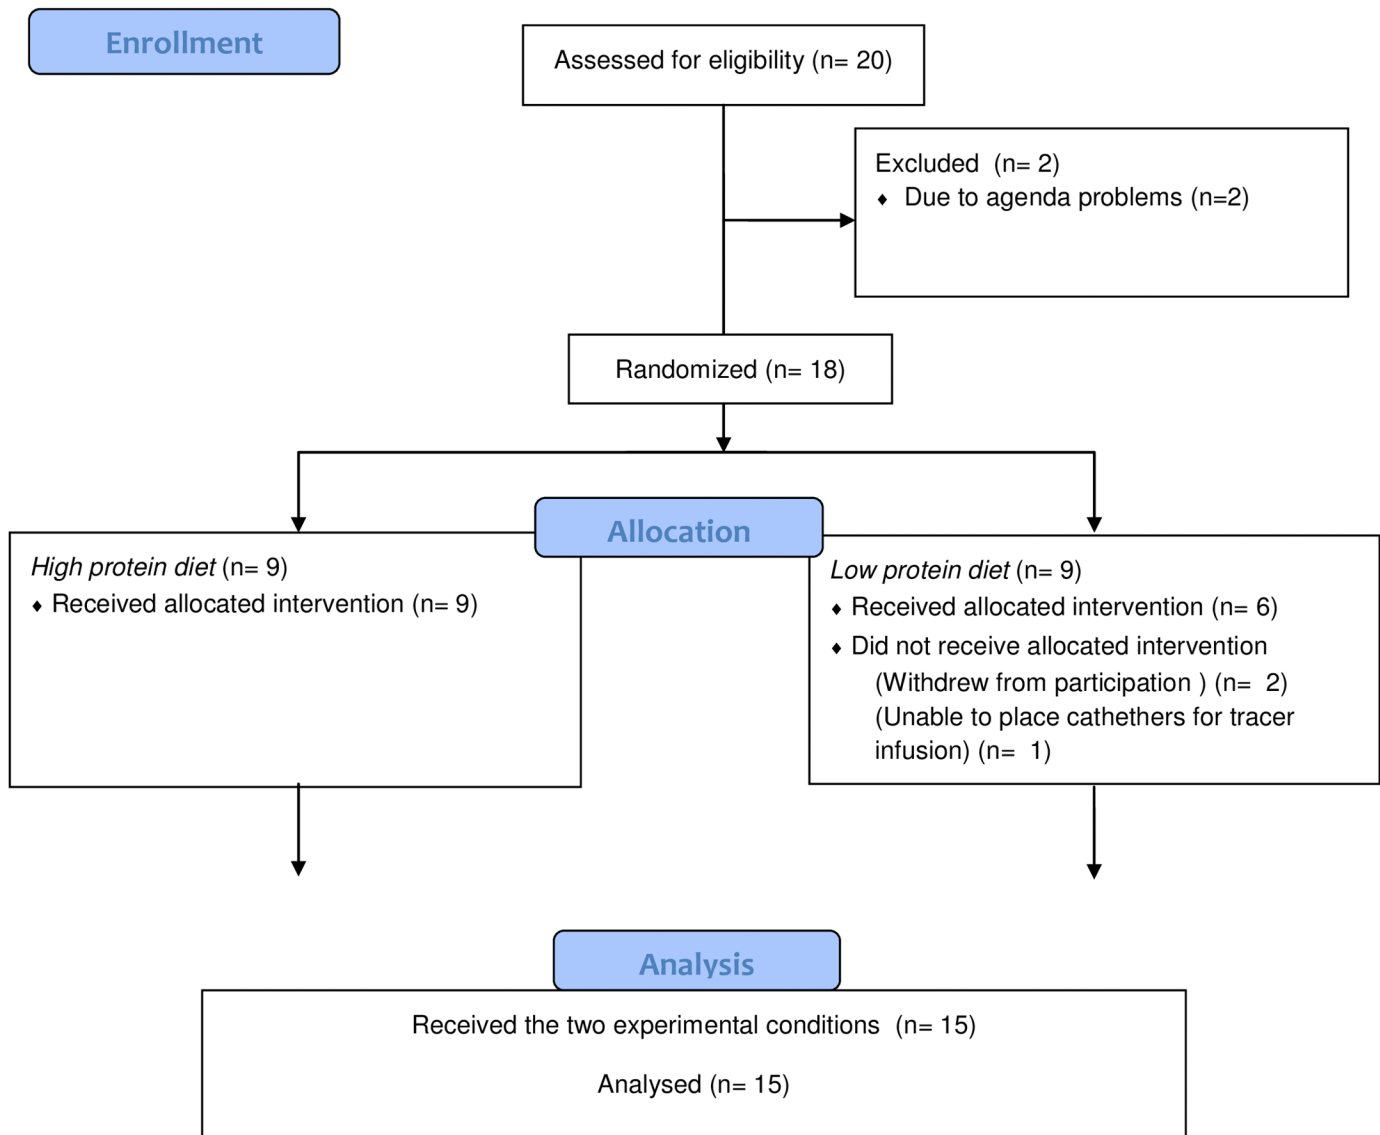 Enrollment
Assessed for eligibility (n= 20)
Excluded (n= 2)
♦ Due to agenda problems (n=2)
Randomized (n= 18)
Allocation
High protein diet (n= 9)
♦ Received allocated intervention (n= 9)
Low protein diet (n= 9)
♦ Received allocated intervention (n= 6)
♦ Did not receive allocated intervention
(Withdrew from participation ) (n= 2)
(Unable to place cathethers for tracer
infusion) (n= 1)
Analysis
Received the two experimental conditions (n= 15)
Analysed (n= 15)